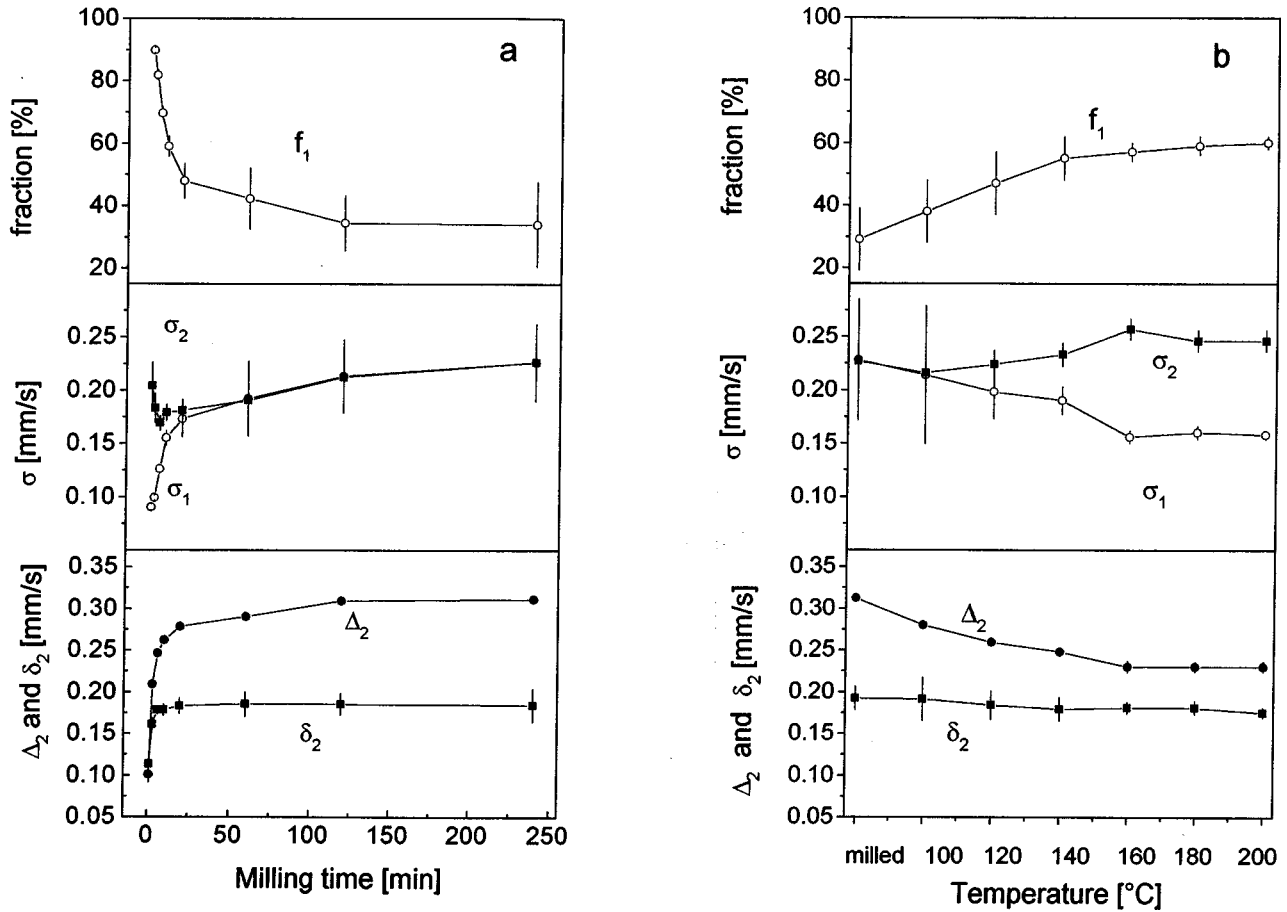 a
fraction [%]
100
80
60
40
20
f₁
σ [mm/s]
0.25
0.20
0.15
0.10
σ₂
σ₁
Δ₂ and δ₂ [mm/s]
0.35
0.30
0.25
0.20
0.15
0.10
0.05
Δ₂
δ₂
0 50 100 150 200 250
Milling time [min]
b
fraction [%]
100
80
60
40
20
f₁
σ [mm/s]
0.25
0.20
0.15
0.10
σ₂
σ₁
Δ₂ and δ₂ [mm/s]
0.35
0.30
0.25
0.20
0.15
0.10
0.05
Δ₂
δ₂
milled 100 120 140 160 180 200
Temperature [°C]